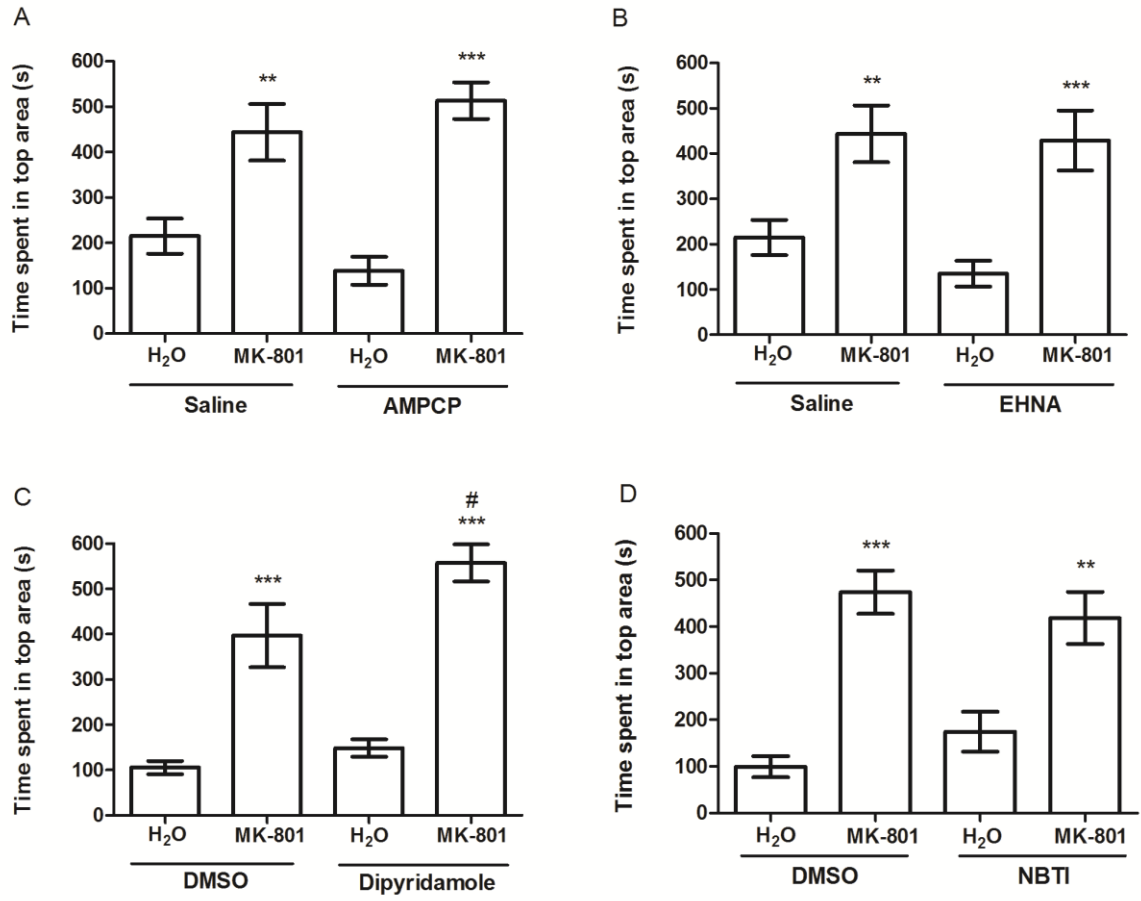 A
Time spent in top area (s)
600
500
400
300
200
100
0
**
***
H₂O
MK-801
H₂O
MK-801
Saline
AMPCP
B
Time spent in top area (s)
600
500
400
300
200
100
0
**
***
H₂O
MK-801
H₂O
MK-801
Saline
EHNA
C
Time spent in top area (s)
600
500
400
300
200
100
0
***
#
***
H₂O
MK-801
H₂O
MK-801
DMSO
Dipyridamole
D
Time spent in top area (s)
600
500
400
300
200
100
0
***
**
H₂O
MK-801
H₂O
MK-801
DMSO
NBTI